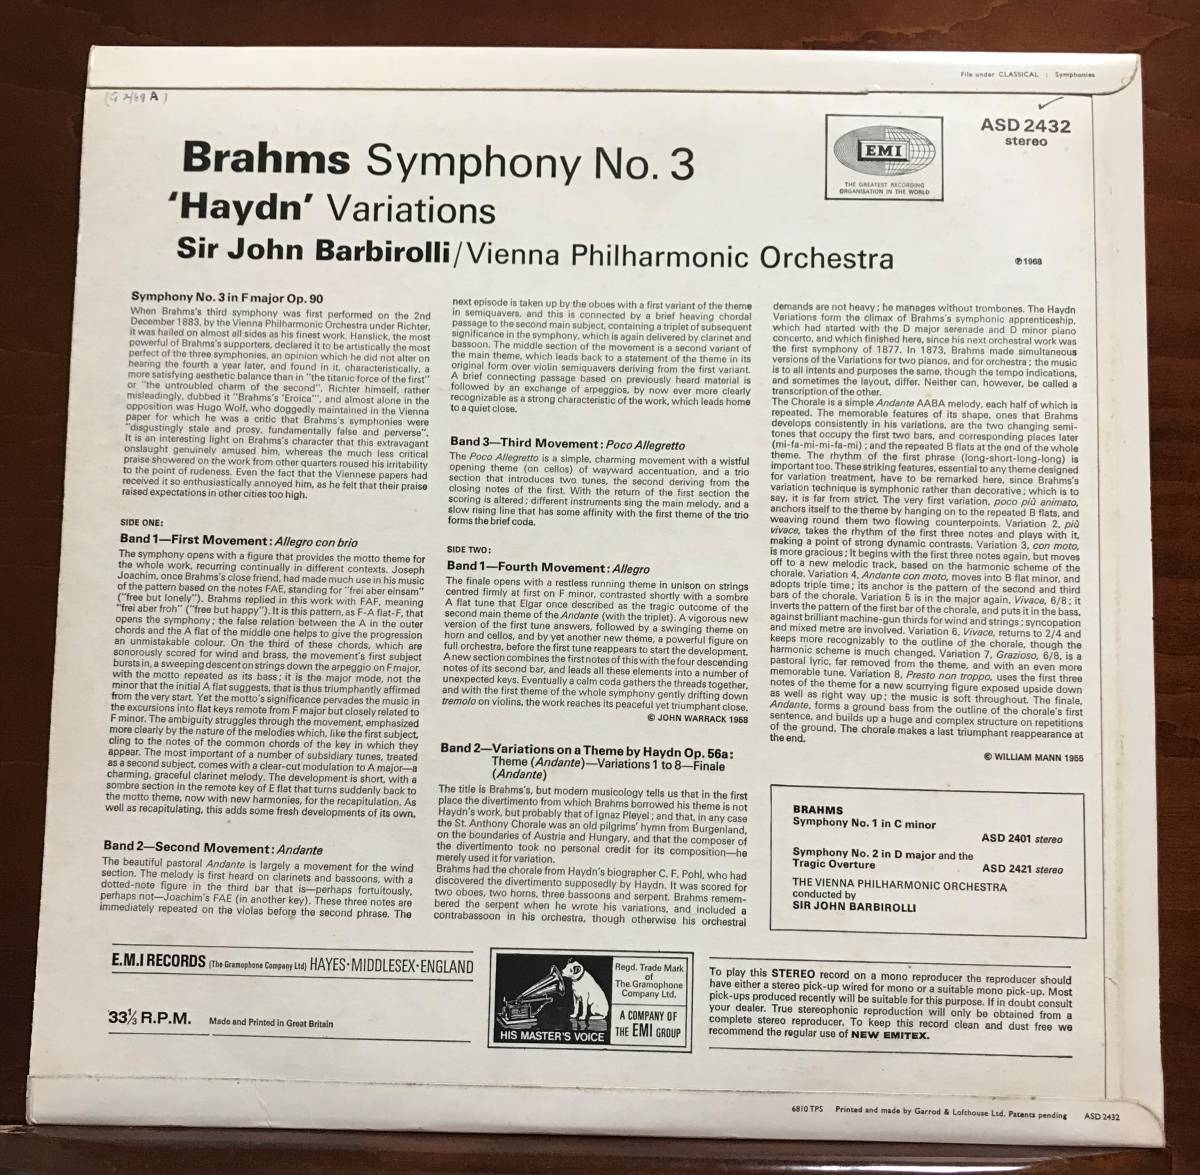 File under CLASSICAL : Symphonies
(G 2/69 A)
ASD 2432
stereo
EMI
THE GREATEST RECORDING
ORGANISATION IN THE WORLD
Brahms Symphony No. 3
‘Haydn’ Variations
Sir John Barbirolli/Vienna Philharmonic Orchestra
℗ 1968
Symphony No. 3 in F major Op. 90
When Brahms's third symphony was first performed on the 2nd
December 1883, by the Vienna Philharmonic Orchestra under Richter,
it was hailed on almost all sides as his finest work. Hanslick, the most
powerful of Brahms's supporters, declared it to be artistically the most
perfect of the three symphonies, an opinion which he did not alter on
hearing the fourth a year later, and found in it, characteristically, a
more satisfying aesthetic balance than in "the titanic force of the first"
or "the untroubled charm of the second". Richter himself, rather
misleadingly, dubbed it "Brahms's 'Eroica'", and almost alone in the
opposition was Hugo Wolf, who doggedly maintained in the Vienna
paper for which he was a critic that Brahms's symphonies were
"disgustingly stale and prosy, fundamentally false and perverse".
It is an interesting light on Brahms's character that this extravagant
onslaught genuinely amused him, whereas the much less critical
praise showered on the work from other quarters roused his irritability
to the point of rudeness. Even the fact that the Viennese papers had
received it so enthusiastically annoyed him, as he felt that their praise
raised expectations in other cities too high.
SIDE ONE:
Band 1—First Movement: Allegro con brio
The symphony opens with a figure that provides the motto theme for
the whole work, recurring continually in different contexts. Joseph
Joachim, once Brahms's close friend, had made much use in his music
of the pattern based on the notes FAE, standing for "frei aber einsam"
("free but lonely"). Brahms replied in this work with FAF, meaning
"frei aber froh" ("free but happy"). It is this pattern, as F-A flat-F, that
opens the symphony; the false relation between the A in the outer
chords and the A flat of the middle one helps to give the progression
an unmistakable colour. On the third of these chords, which are
sonorously scored for wind and brass, the movement's first subject
bursts in, a sweeping descent on strings down the arpeggio on F major,
with the motto repeated as its bass; it is the major mode, not the
minor that the initial A flat suggests, that is thus triumphantly affirmed
from the very start. Yet the motto's significance pervades the music in
the excursions into flat keys remote from F major but closely related to
F minor. The ambiguity struggles through the movement, emphasized
more clearly by the nature of the melodies which, like the first subject,
cling to the notes of the common chords of the key in which they
appear. The most important of a number of subsidiary tunes, treated
as a second subject, comes with a clear-cut modulation to A major—a
charming, graceful clarinet melody. The development is short, with a
sombre section in the remote key of E flat that turns suddenly back to
the motto theme, now with new harmonies, for the recapitulation. As
well as recapitulating, this adds some fresh developments of its own.
Band 2—Second Movement: Andante
The beautiful pastoral Andante is largely a movement for the wind
section. The melody is first heard on clarinets and bassoons, with a
dotted-note figure in the third bar that is—perhaps fortuitously,
perhaps not—Joachim's FAE (in another key). These three notes are
immediately repeated on the violas before the second phrase. The
next episode is taken up by the oboes with a first variant of the theme
in semiquavers, and this is connected by a brief heaving chordal
passage to the second main subject, containing a triplet of subsequent
significance in the symphony, which is again delivered by clarinet and
bassoon. The middle section of the movement is a second variant of
the main theme, which leads back to a statement of the theme in its
original form over violin semiquavers deriving from the first variant.
A brief connecting passage based on previously heard material is
followed by an exchange of arpeggios, by now ever more clearly
recognizable as a strong characteristic of the work, which leads home
to a quiet close.
Band 3—Third Movement: Poco Allegretto
The Poco Allegretto is a simple, charming movement with a wistful
opening theme (on cellos) of wayward accentuation, and a trio
section that introduces two tunes, the second deriving from the
closing notes of the first. With the return of the first section the
scoring is altered; different instruments sing the main melody, and a
slow rising line that has some affinity with the first theme of the trio
forms the brief coda.
SIDE TWO:
Band 1—Fourth Movement: Allegro
The finale opens with a restless running theme in unison on strings
centred firmly at first on F minor, contrasted shortly with a sombre
A flat tune that Elgar once described as the tragic outcome of the
second main theme of the Andante (with the triplet). A vigorous new
version of the first tune answers, followed by a swinging theme on
horn and cellos, and by yet another new theme, a powerful figure on
full orchestra, before the first tune reappears to start the development.
A new section combines the first notes of this with the four descending
notes of its second bar, and leads all these elements into a number of
unexpected keys. Eventually a calm coda gathers the threads together,
and with the first theme of the whole symphony gently drifting down
tremolo on violins, the work reaches its peaceful yet triumphant close.
© JOHN WARRACK 1968
Band 2—Variations on a Theme by Haydn Op. 56a:
Theme (Andante)—Variations 1 to 8—Finale
(Andante)
The title is Brahms's, but modern musicology tells us that in the first
place the divertimento from which Brahms borrowed his theme is not
Haydn's work, but probably that of Ignaz Pleyel; and that, in any case
the St. Anthony Chorale was an old pilgrims' hymn from Burgenland,
on the boundaries of Austria and Hungary, and that the composer of
the divertimento took no personal credit for its composition—he
merely used it for variation.
Brahms had the chorale from Haydn's biographer C. F. Pohl, who had
discovered the divertimento supposedly by Haydn. It was scored for
two oboes, two horns, three bassoons and serpent. Brahms remem-
bered the serpent when he wrote his variations, and included a
contrabassoon in his orchestra, though otherwise his orchestral
demands are not heavy; he manages without trombones. The Haydn
Variations form the climax of Brahms's symphonic apprenticeship,
which had started with the D major serenade and D minor piano
concerto, and which finished here, since his next orchestral work was
the first symphony of 1877. In 1873, Brahms made simultaneous
versions of the Variations for two pianos, and for orchestra; the music
is to all intents and purposes the same, though the tempo indications,
and sometimes the layout, differ. Neither can, however, be called a
transcription of the other.
The Chorale is a simple Andante AABA melody, each half of which is
repeated. The memorable features of its shape, ones that Brahms
develops consistently in his variations, are the two changing semi-
tones that occupy the first two bars, and corresponding places later
(mi-fa-mi-mi-fa-mi); and the repeated B flats at the end of the whole
theme. The rhythm of the first phrase (long-short-long-long) is
important too. These striking features, essential to any theme designed
for variation treatment, have to be remarked here, since Brahms's
variation technique is symphonic rather than decorative; which is to
say, it is far from strict. The very first variation, poco più animato,
anchors itself to the theme by hanging on to the repeated B flats, and
weaving round them two flowing counterpoints. Variation 2, più
vivace, takes the rhythm of the first three notes and plays with it,
making a point of strong dynamic contrasts. Variation 3, con moto,
is more gracious; it begins with the first three notes again, but moves
off to a new melodic track, based on the harmonic scheme of the
chorale. Variation 4, Andante con moto, moves into B flat minor, and
adopts triple time; its anchor is the pattern of the second and third
bars of the chorale. Variation 5 is in the major again, Vivace, 6/8; it
inverts the pattern of the first bar of the chorale, and puts it in the bass,
against brilliant machine-gun thirds for wind and strings; syncopation
and mixed metre are involved. Variation 6, Vivace, returns to 2/4 and
keeps more recognizably to the outline of the chorale, though the
harmonic scheme is much changed. Variation 7, Grazioso, 6/8, is a
pastoral lyric, far removed from the theme, and with an even more
memorable tune. Variation 8, Presto non troppo, uses the first three
notes of the theme for a new scurrying figure exposed upside down
as well as right way up; the music is soft throughout. The finale,
Andante, forms a ground bass from the outline of the chorale's first
sentence, and builds up a huge and complex structure on repetitions
of the ground. The chorale makes a last triumphant reappearance at
the end.
© WILLIAM MANN 1955
BRAHMS
Symphony No. 1 in C minor
ASD 2401 stereo
Symphony No. 2 in D major and the
Tragic Overture ASD 2421 stereo
THE VIENNA PHILHARMONIC ORCHESTRA
conducted by
SIR JOHN BARBIROLLI
E.M.I RECORDS (The Gramophone Company Ltd) HAYES·MIDDLESEX·ENGLAND
33⅓ R.P.M. Made and Printed in Great Britain
HIS MASTER'S VOICE
Regd. Trade Mark
of
The Gramophone
Company Ltd.
A COMPANY OF
THE EMI GROUP
To play this STEREO record on a mono reproducer the reproducer should
have either a stereo pick-up wired for mono or a suitable mono pick-up. Most
pick-ups produced recently will be suitable for this purpose. If in doubt consult
your dealer. True stereophonic reproduction will only be obtained from a
complete stereo reproducer. To keep this record clean and dust free we
recommend the regular use of NEW EMITEX.
6810 TPS Printed and made by Garrod & Lofthouse Ltd. Patents pending ASD 2432